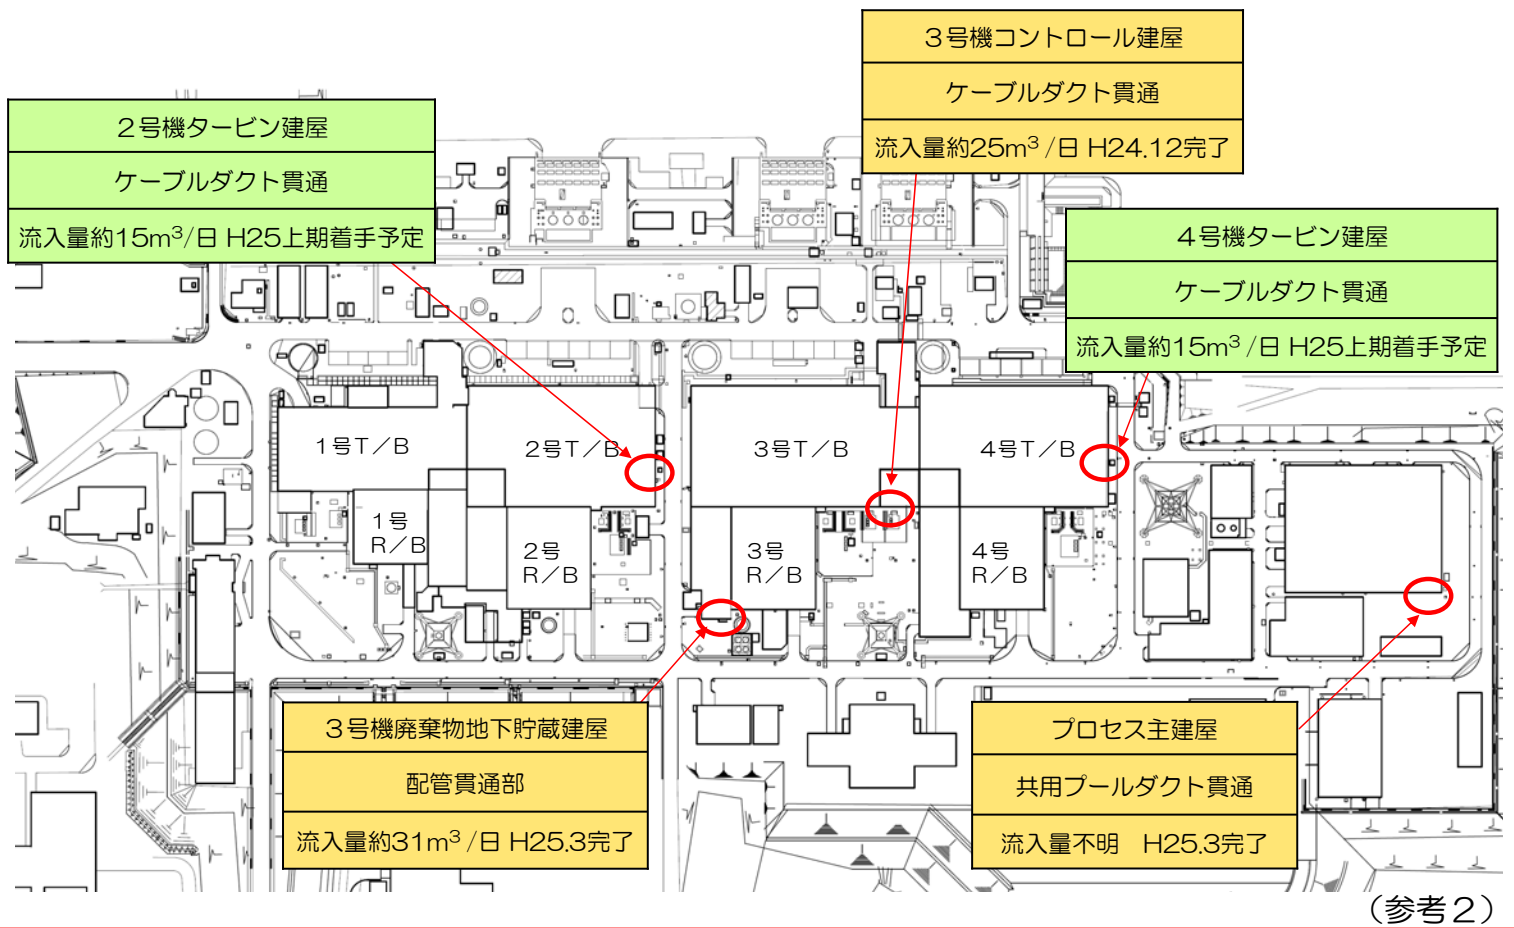 ３号機コントロール建屋
ケーブルダクト貫通
流入量約25m³/日 H24.12完了
２号機タービン建屋
ケーブルダクト貫通
流入量約15m³/日 H25上期着手予定
４号機タービン建屋
ケーブルダクト貫通
流入量約15m³/日 H25上期着手予定
１号Ｔ／Ｂ
２号Ｔ／Ｂ
３号Ｔ／Ｂ
４号Ｔ／Ｂ
１号
Ｒ／Ｂ
２号
Ｒ／Ｂ
３号
Ｒ／Ｂ
４号
Ｒ／Ｂ
３号機廃棄物地下貯蔵建屋
配管貫通部
流入量約31m³/日 H25.3完了
プロセス主建屋
共用プールダクト貫通
流入量不明　H25.3完了
（参考２）